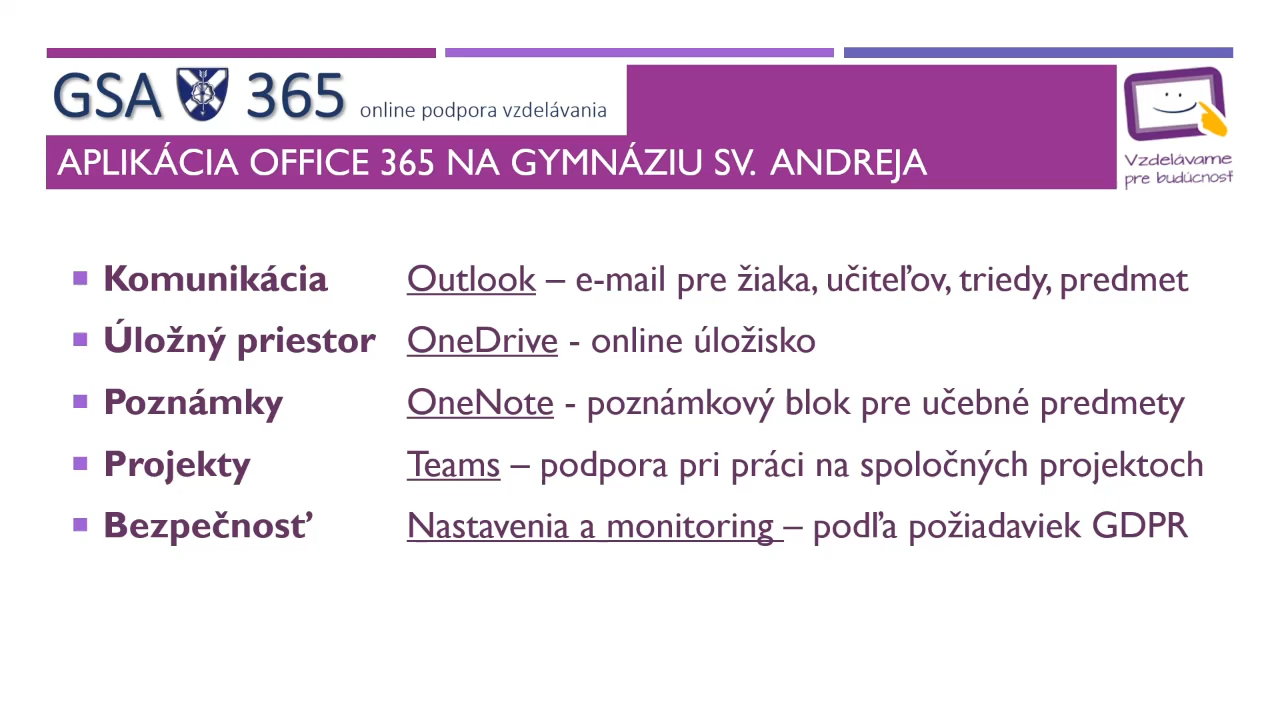 GSA 365 online podpora vzdelávania
APLIKÁCIA OFFICE 365 NA GYMNÁZIU SV. ANDREJA
Vzdelávame
pre budúcnosť
Komunikácia Outlook – e-mail pre žiaka, učiteľov, triedy, predmet
Úložný priestor OneDrive - online úložisko
Poznámky OneNote - poznámkový blok pre učebné predmety
Projekty Teams – podpora pri práci na spoločných projektoch
Bezpečnosť Nastavenia a monitoring – podľa požiadaviek GDPR